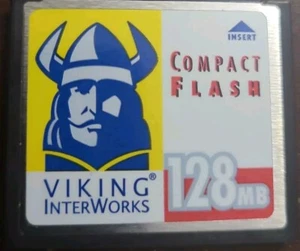 INSERT
COMPACT
FLASH
VIKING®
INTERWORKS
128MB